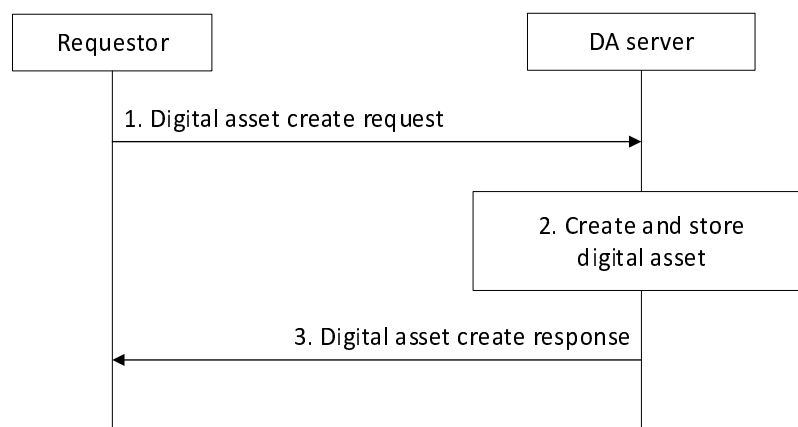 Requestor
DA server
1. Digital asset create request
2. Create and store
digital asset
3. Digital asset create response